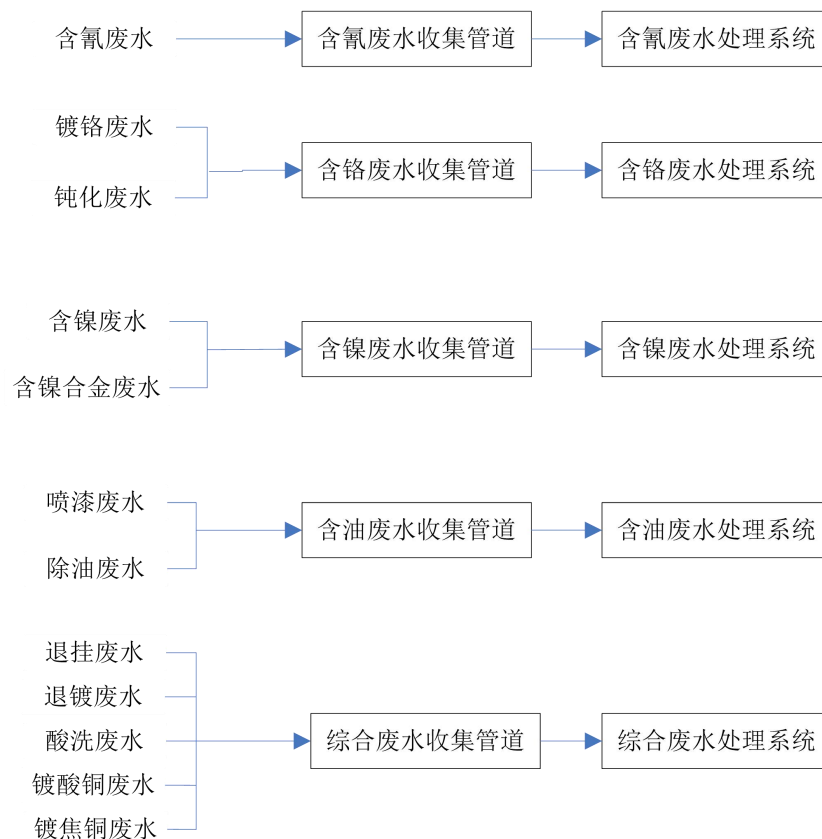 含氰废水
含氰废水收集管道
含氰废水处理系统
镀铬废水
钝化废水
含铬废水收集管道
含铬废水处理系统
含镍废水
含镍合金废水
含镍废水收集管道
含镍废水处理系统
喷漆废水
除油废水
含油废水收集管道
含油废水处理系统
退挂废水
退镀废水
酸洗废水
镀酸铜废水
镀焦铜废水
综合废水收集管道
综合废水处理系统